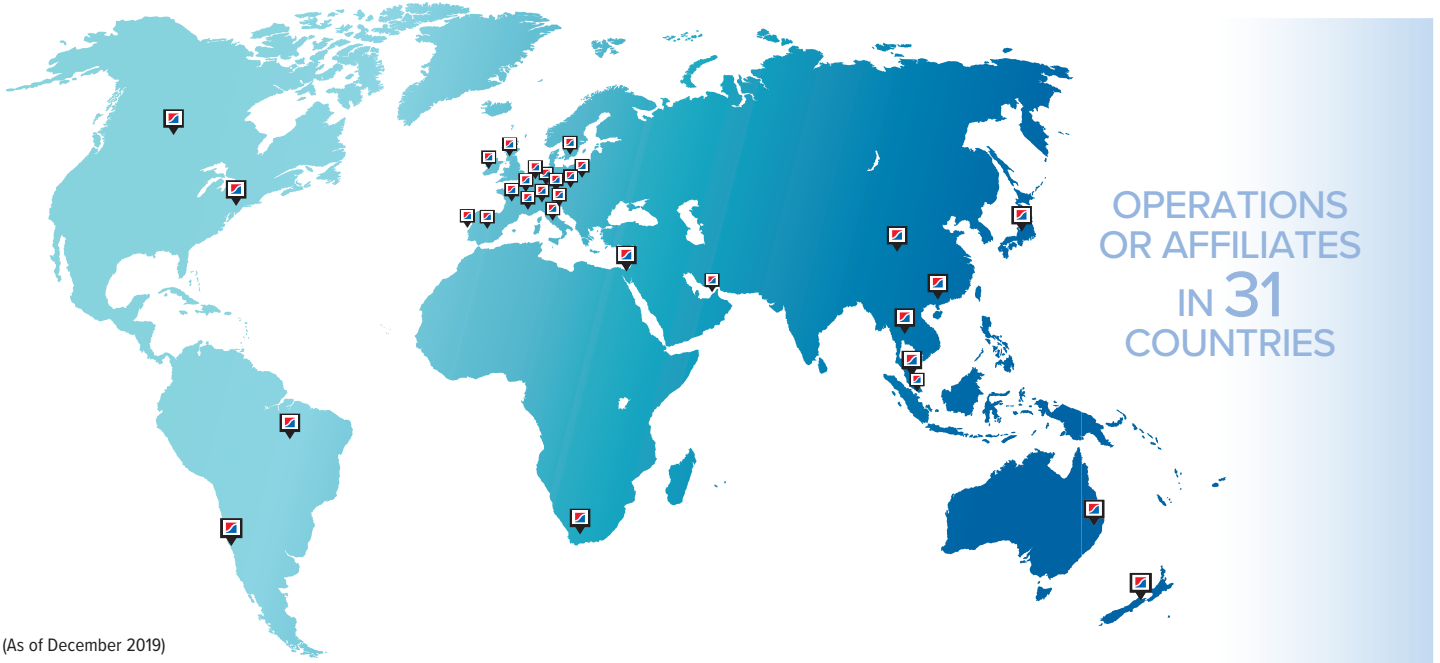 OPERATIONS
OR AFFILIATES
IN 31
COUNTRIES
(As of December 2019)